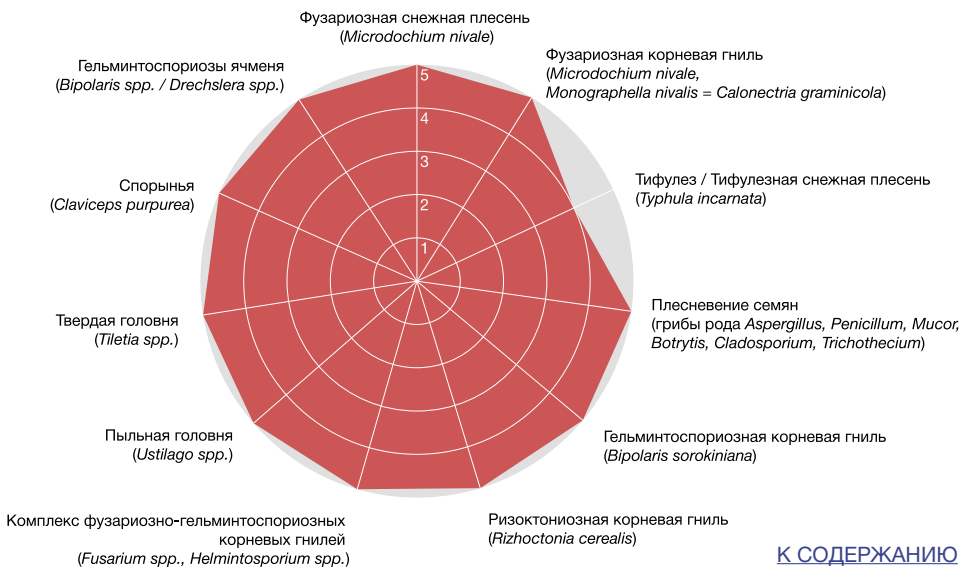 Фузариозная снежная плесень
(Microdochium nivale)
Фузариозная корневая гниль
(Microdochium nivale,
Monographella nivalis = Calonectria graminicola)
Тифулез / Тифулезная снежная плесень
(Typhula incarnata)
Плесневение семян
(грибы рода Aspergillus, Penicillum, Mucor,
Botrytis, Cladosporium, Trichothecium)
Гельминтоспориозная корневая гниль
(Bipolaris sorokiniana)
Ризоктониозная корневая гниль
(Rizhoctonia cerealis)
Комплекс фузариозно-гельминтоспориозных
корневых гнилей
(Fusarium spp., Helmintosporium spp.)
Пыльная головня
(Ustilago spp.)
Твердая головня
(Tiletia spp.)
Спорынья
(Claviceps purpurea)
Гельминтоспориозы ячменя
(Bipolaris spp. / Drechslera spp.)
5
4
3
2
1
К СОДЕРЖАНИЮ